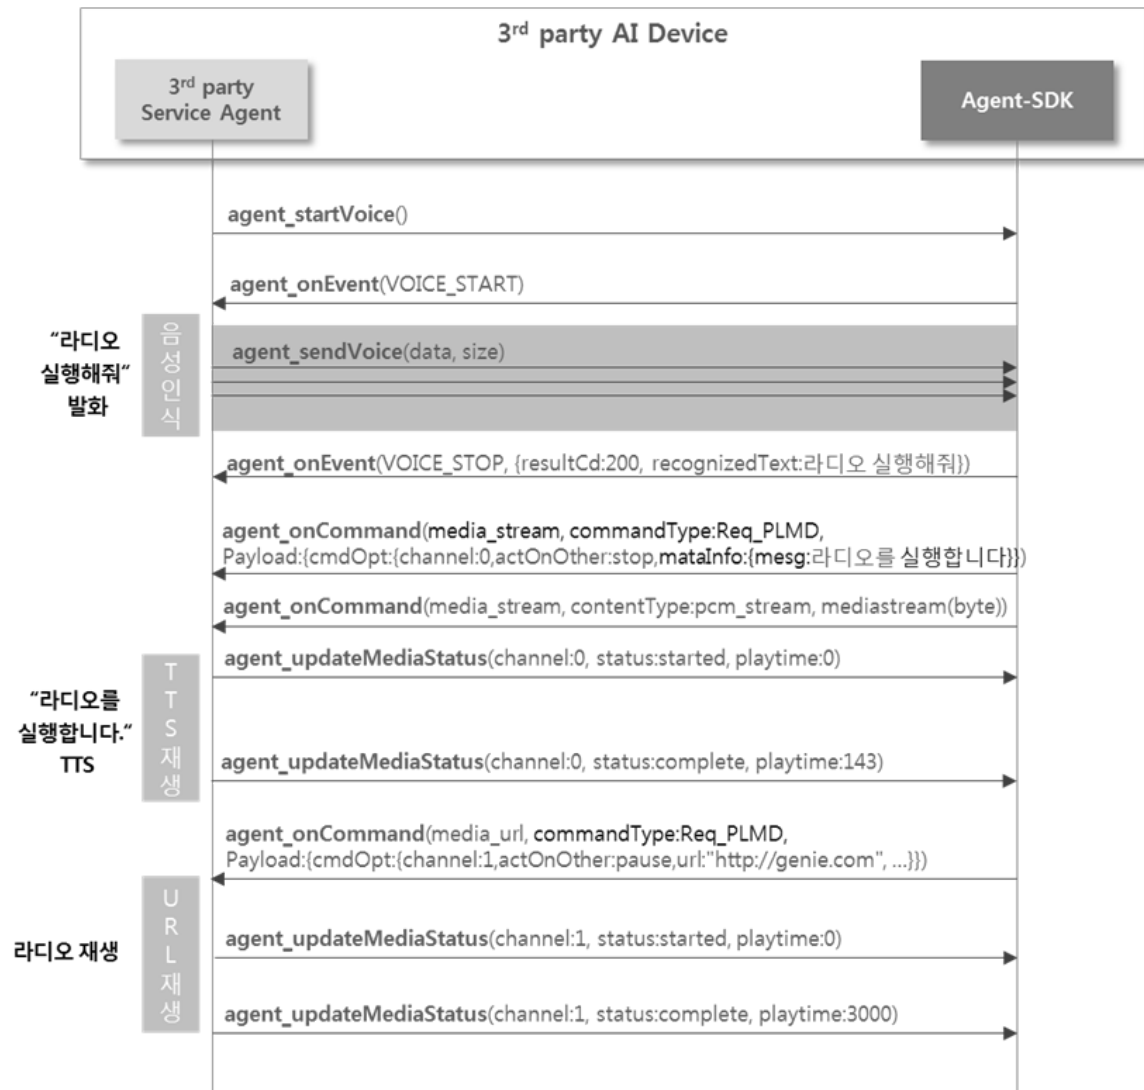 3rd party AI Device
3rd party
Service Agent
Agent-SDK
agent_startVoice()
agent_onEvent(VOICE_START)
“라디오
실행해줘“
발화
음성인식
agent_sendVoice(data, size)
agent_onEvent(VOICE_STOP, {resultCd:200, recognizedText:라디오 실행해줘})
agent_onCommand(media_stream, commandType:Req_PLMD,
Payload:{cmdOpt:{channel:0,actOnOther:stop,mataInfo:{mesg:라디오를 실행합니다}})
agent_onCommand(media_stream, contentType:pcm_stream, mediastream(byte))
“라디오를
실행합니다.“
TTS
TTS재생
agent_updateMediaStatus(channel:0, status:started, playtime:0)
agent_updateMediaStatus(channel:0, status:complete, playtime:143)
agent_onCommand(media_url, commandType:Req_PLMD,
Payload:{cmdOpt:{channel:1,actOnOther:pause,url:"http://genie.com", ...}})
라디오 재생
URL재생
agent_updateMediaStatus(channel:1, status:started, playtime:0)
agent_updateMediaStatus(channel:1, status:complete, playtime:3000)